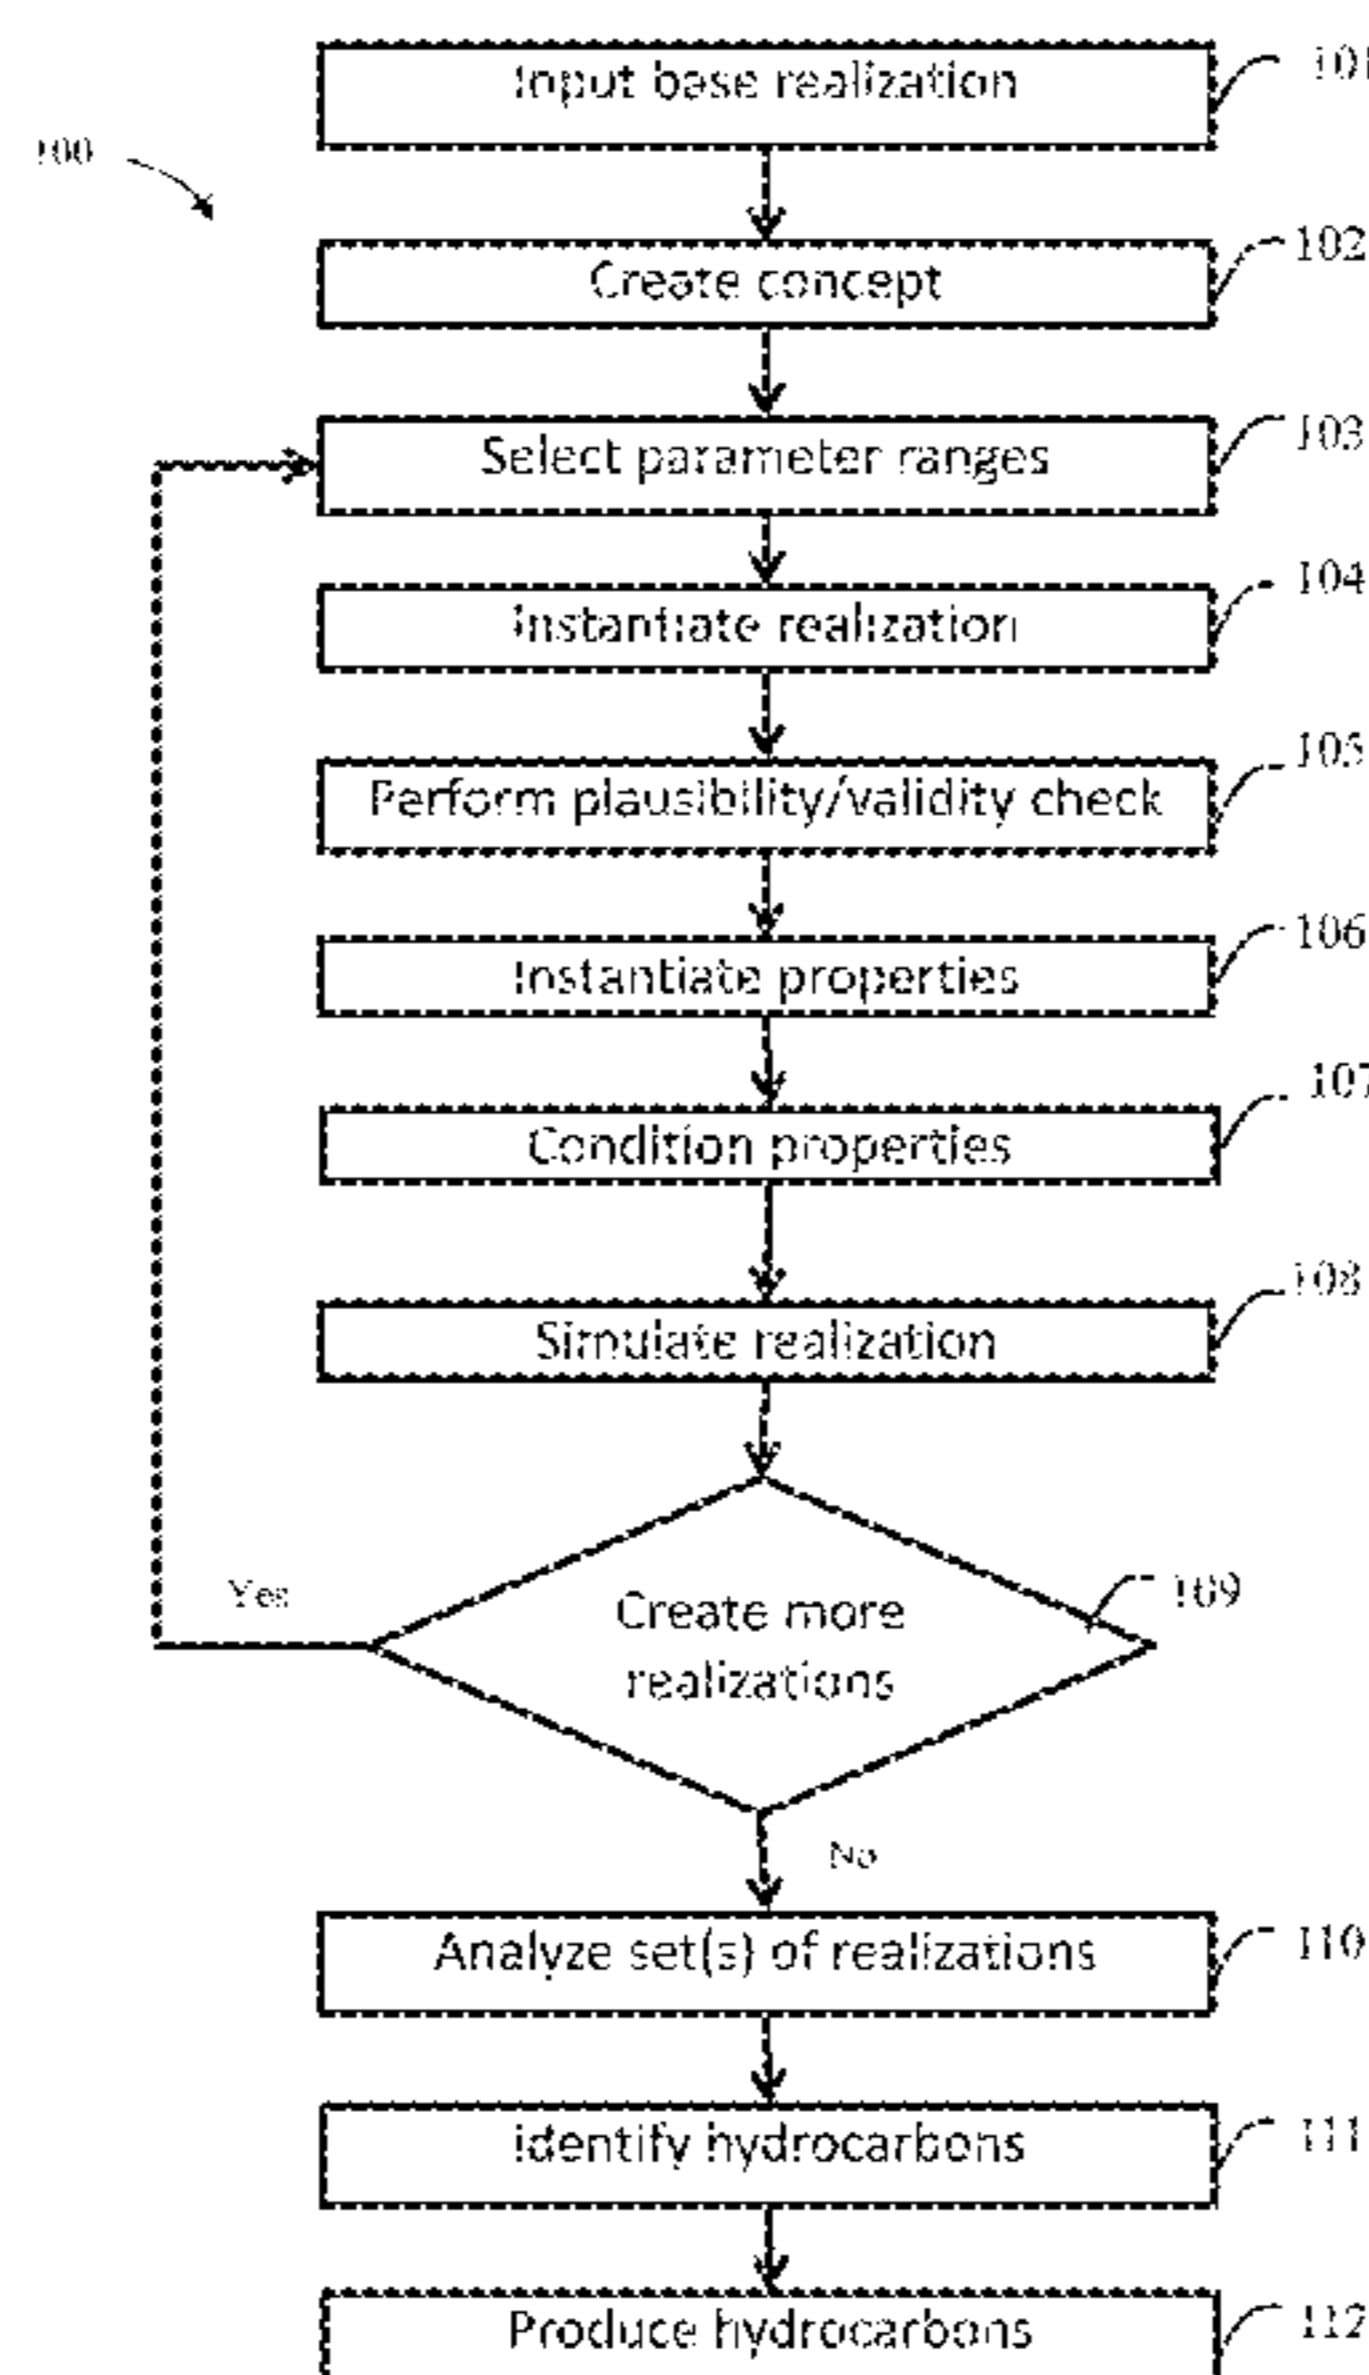 Input base realization
101
100
Create concept
102
Select parameter ranges
103
Instantiate realization
104
Perform plausibility/validity check
105
Instantiate properties
106
Condition properties
107
Simulate realization
108
Create more
realizations
109
Yes
No
Analyze set(s) of realizations
110
Identify hydrocarbons
111
Produce hydrocarbons
112